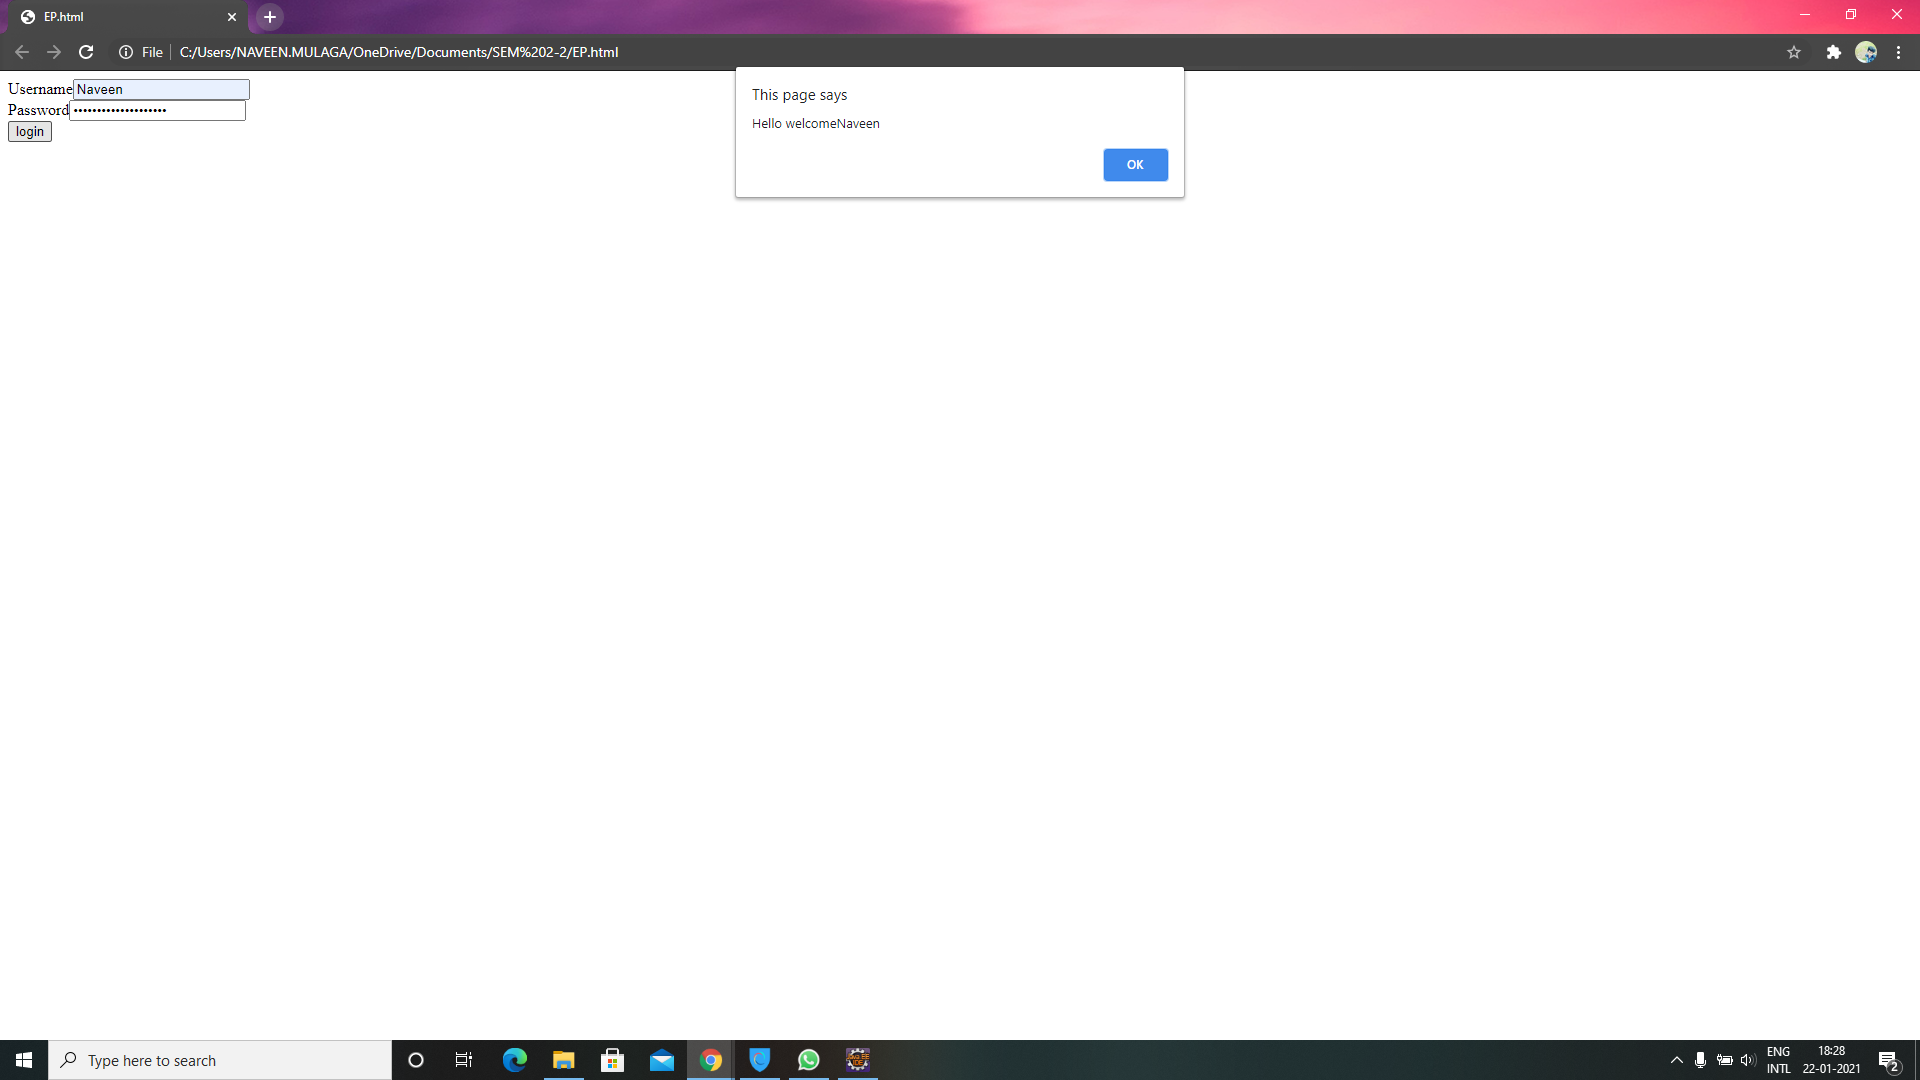 EP.html
File
C:/Users/NAVEEN.MULAGA/OneDrive/Documents/SEM%202-2/EP.html
Username Naveen
Password ••••••••••••••••••••
login
This page says
Hello welcomeNaveen
OK
Type here to search
ENG
INTL
18:28
22-01-2021
2